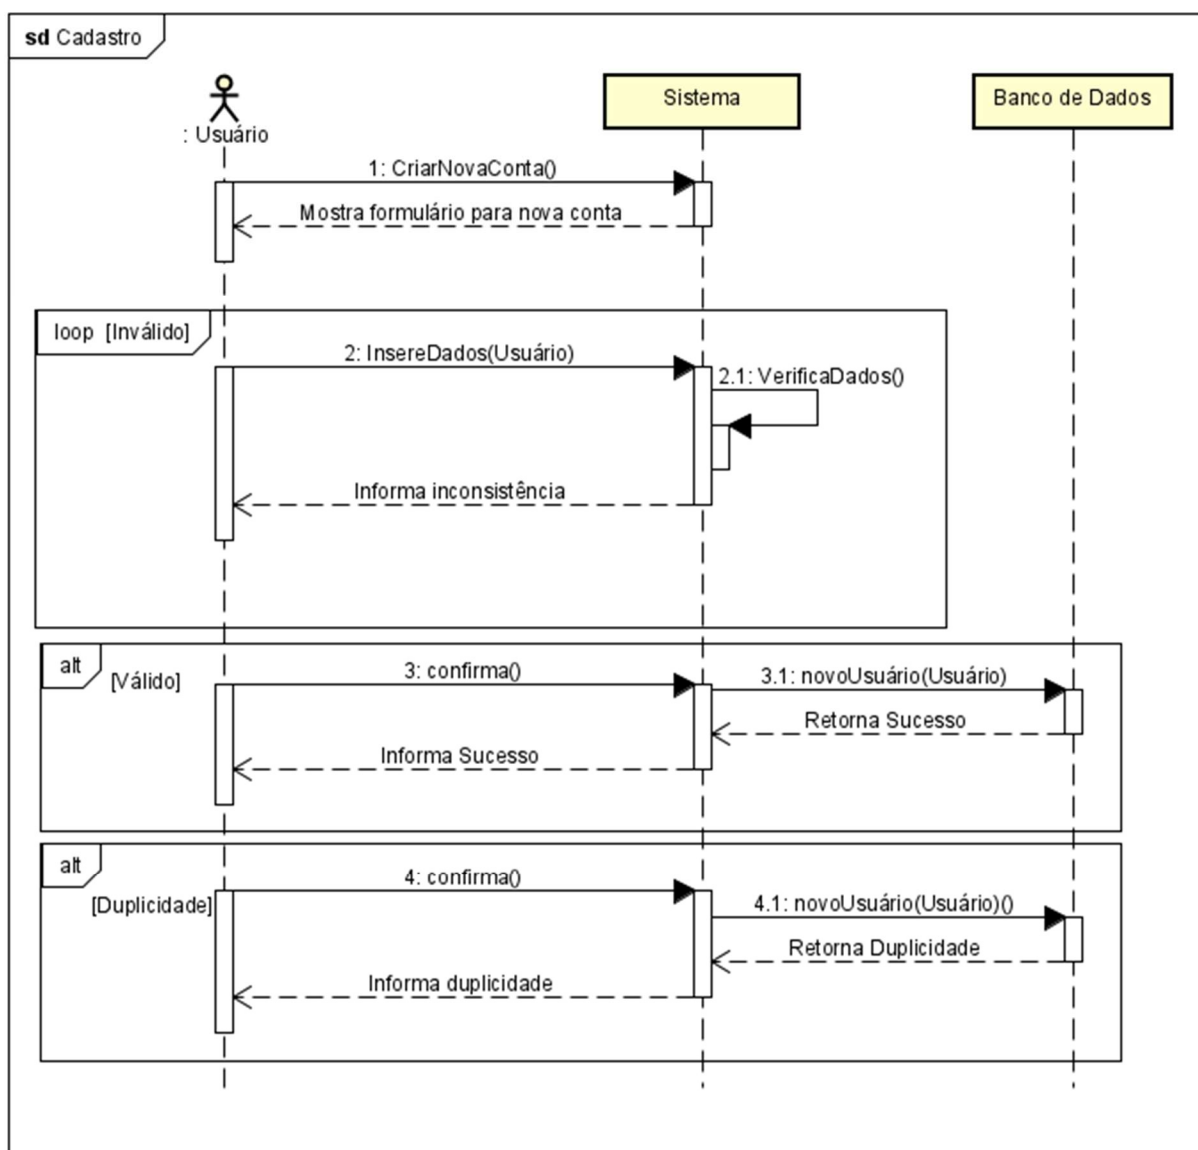 sd Cadastro
: Usuário
Sistema
Banco de Dados
1: CriarNovaConta()
Mostra formulário para nova conta
loop [Inválido]
2: InsereDados(Usuário)
2.1: VerificaDados()
Informa inconsistência
alt
[Válido]
3: confirma()
3.1: novoUsuário(Usuário)
Retorna Sucesso
Informa Sucesso
alt
[Duplicidade]
4: confirma()
4.1: novoUsuário(Usuário)()
Retorna Duplicidade
Informa duplicidade